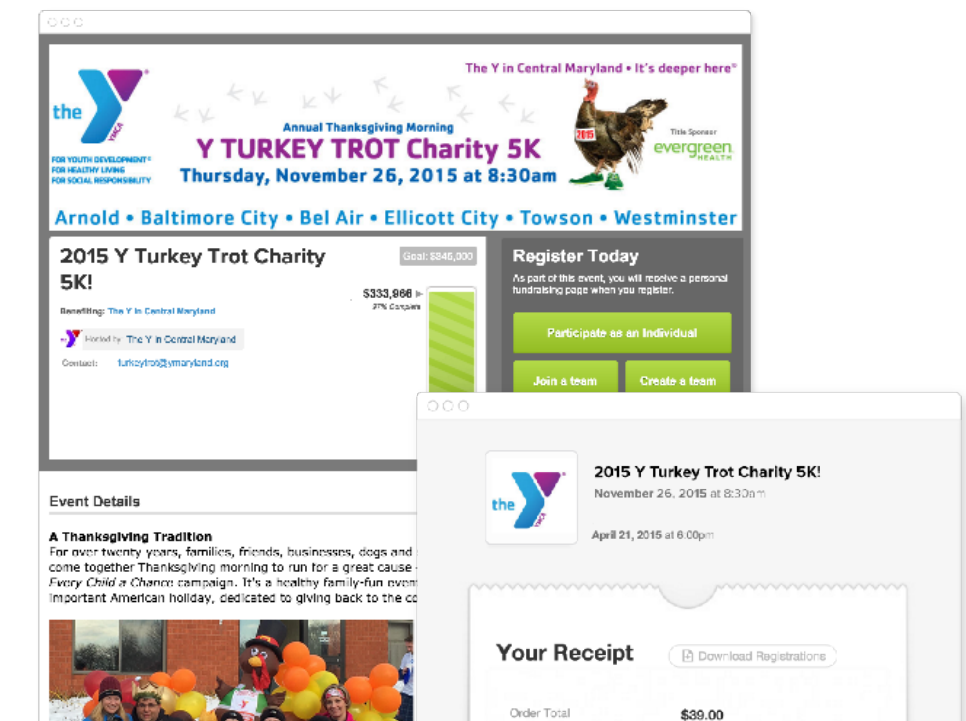 The Y in Central Maryland • It's deeper here®
the
YMCA
FOR YOUTH DEVELOPMENT®
FOR HEALTHY LIVING
FOR SOCIAL RESPONSIBILITY
Annual Thanksgiving Morning
Y TURKEY TROT Charity 5K
Thursday, November 26, 2015 at 8:30am
2015
Title Sponsor
evergreen
HEALTH
Arnold • Baltimore City • Bel Air • Ellicott City • Towson • Westminster
2015 Y Turkey Trot Charity
5K!
Benefiting: The Y in Central Maryland
Hosted by The Y in Central Maryland
Contact: turkeytrot@ymaryland.org
$333,966
Complete
Register Today
As part of this event, you will receive a personal
fundraising page when you register.
Participate as an Individual
Join a team
Create a team
Event Details
A Thanksgiving Tradition
For over twenty years, families, friends, businesses, dogs and
come together Thanksgiving morning to run for a great cause
Every Child a Chance campaign. It's a healthy family-fun even
important American holiday, dedicated to giving back to the co
the
YMCA
2015 Y Turkey Trot Charity 5K!
November 26, 2015 at 8:30am
April 21, 2015 at 6:00pm
Your Receipt
Download Registrations
Order Total
$39.00